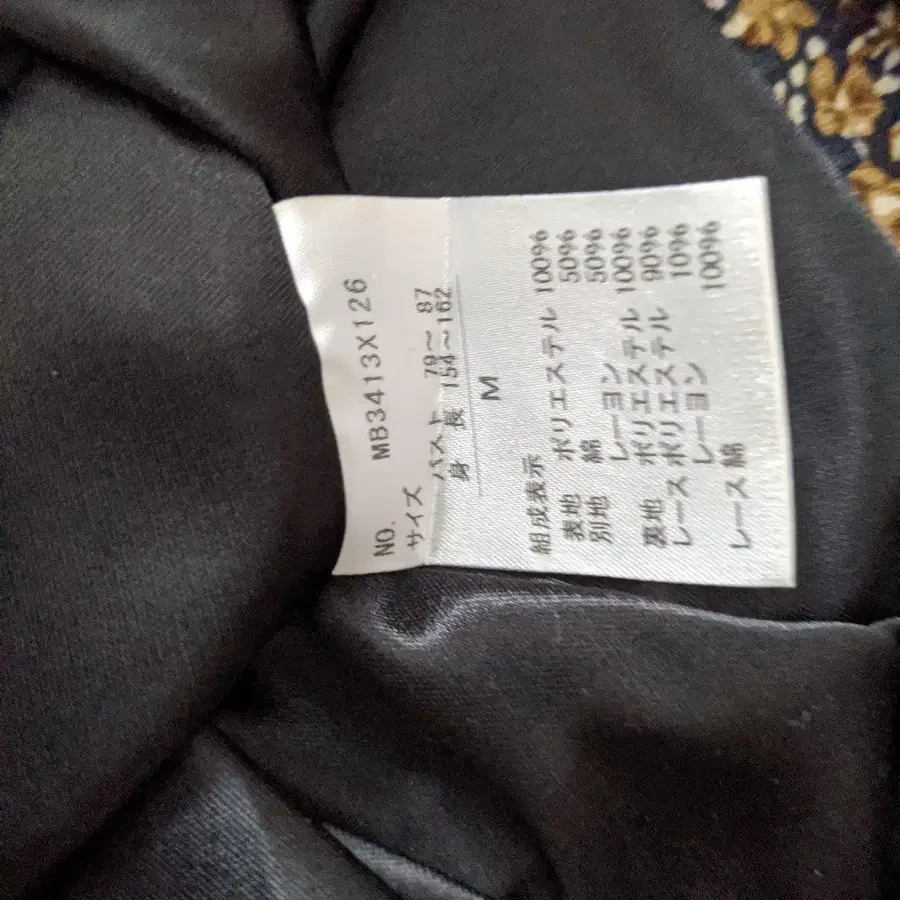 NO. MB3413X126
サイズ
バスト 79～87
身 長 154～162
M
組成表示
表地 ポリエステル 100%
別地 綿 50%
レーヨン 50%
裏地 ポリエステル 100%
レース ポリエステル 90%
レーヨン 10%
レース 綿 100%